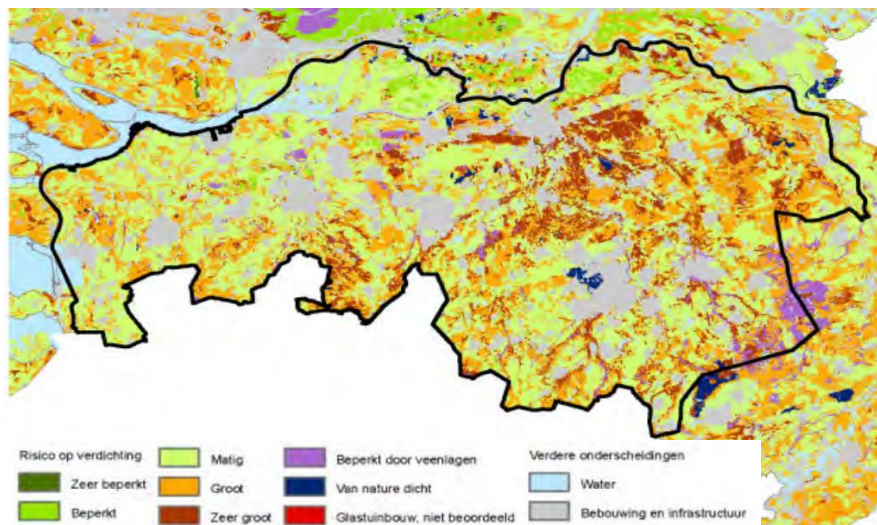 Risico op verdichting
Zeer beperkt
Beperkt
Matig
Groot
Zeer groot
Beperkt door veenlagen
Van nature dicht
Glastuinbouw, niet beoordeeld
Verdere onderscheidingen
Water
Bebouwing en infrastructuur